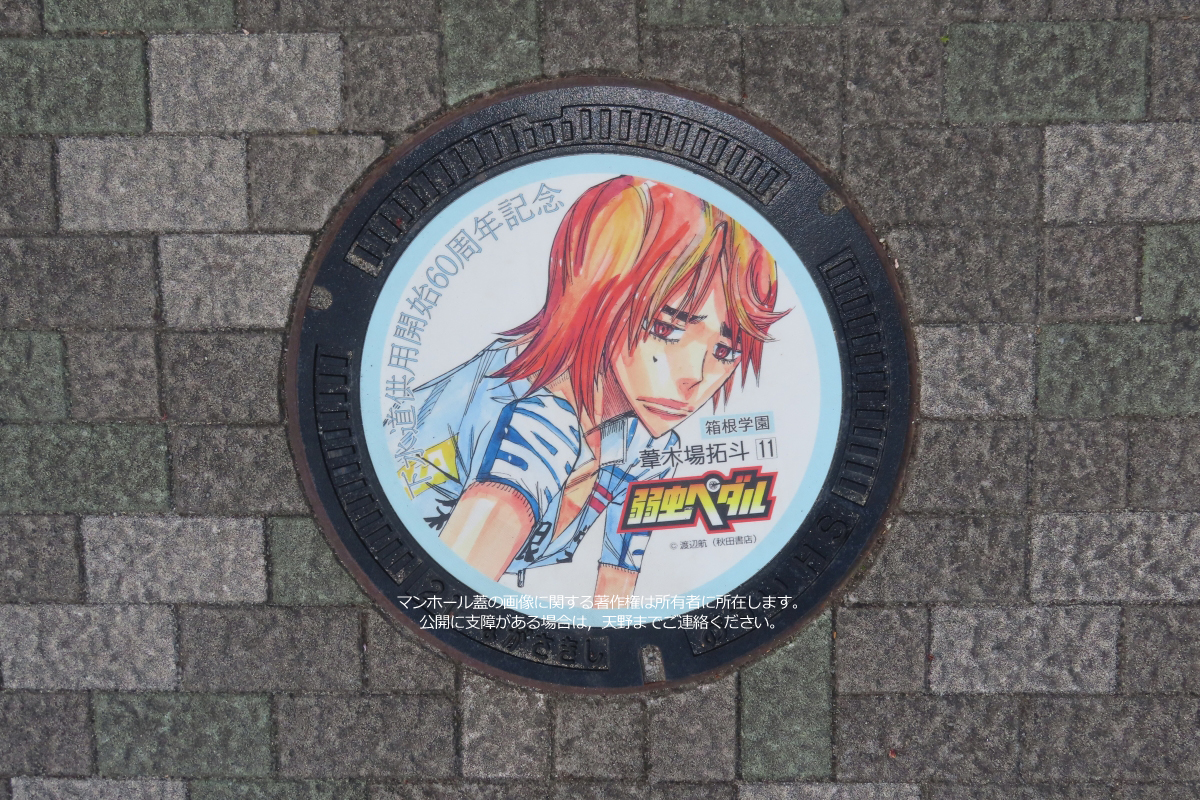 下水道供用開始60周年記念
箱根学園
葦木場拓斗 11
弱虫ペダル
© 渡辺航（秋田書店）
マンホール蓋の画像に関する著作権は所有者に所在します。
公開に支障がある場合は，天野までご連絡ください。